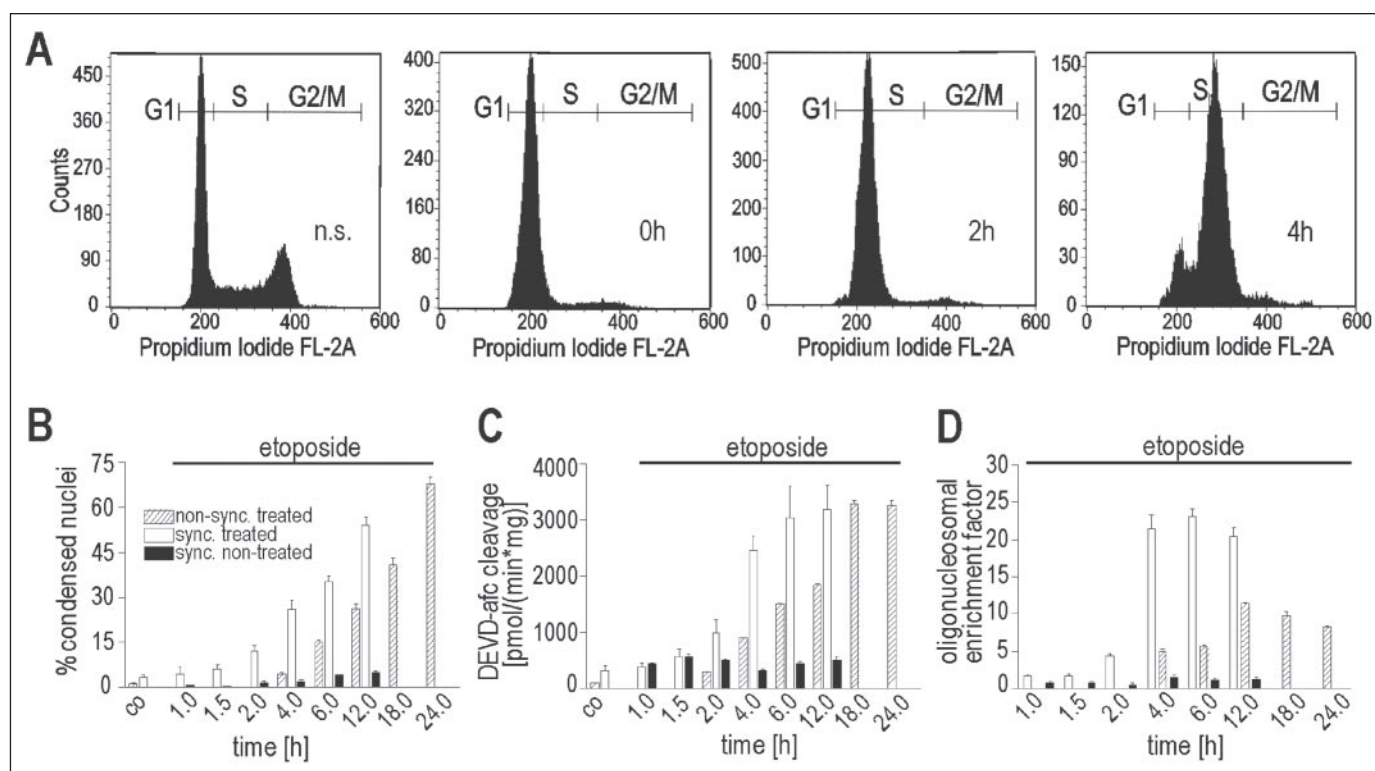 A
Counts
450
360
270
180
90
0
G1
S
G2/M
n.s.
0 200 400 600
Propidium Iodide FL-2A
400
320
240
160
80
0
G1
S
G2/M
0h
0 200 400 600
Propidium Iodide FL-2A
500
400
300
200
100
0
G1
S
G2/M
2h
0 200 400 600
Propidium Iodide FL-2A
150
120
90
60
30
0
G1
S
G2/M
4h
0 200 400 600
Propidium Iodide FL-2A
B
etoposide
% condensed nuclei
75
60
45
30
15
0
non-sync. treated
sync. treated
sync. non-treated
co 1.0 1.5 2.0 4.0 6.0 12.0 18.0 24.0
time [h]
C
etoposide
DEVD-afc cleavage
[pmol/(min*mg)]
4000
3000
2000
1000
0
co 1.0 1.5 2.0 4.0 6.0 12.0 18.0 24.0
time [h]
D
etoposide
oligonucleosomal
enrichment factor
30
25
20
15
10
5
0
1.0 1.5 2.0 4.0 6.0 12.0 18.0 24.0
time [h]